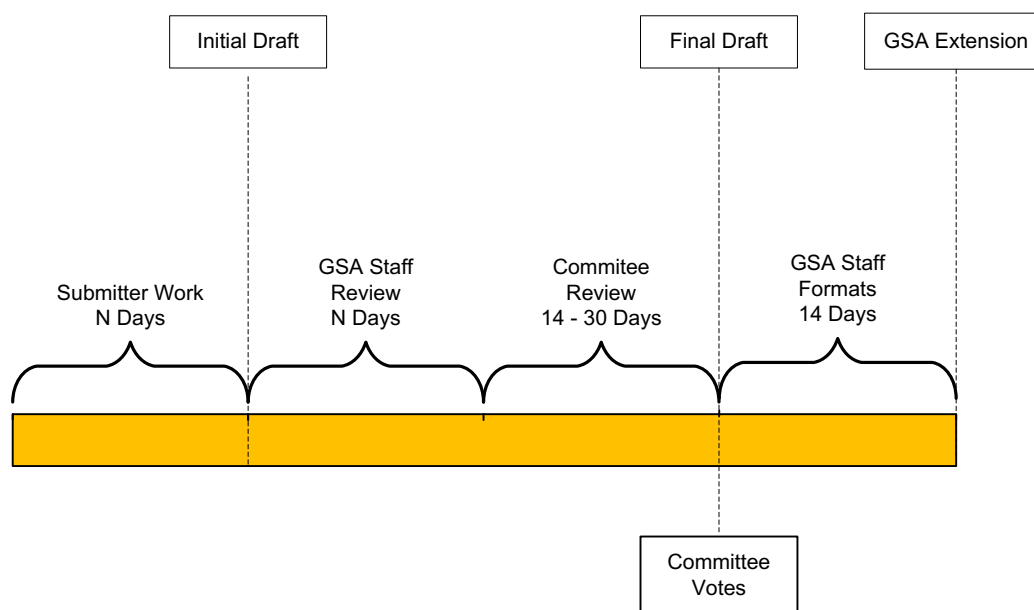 Initial Draft
Final Draft
GSA Extension
Submitter Work
N Days
GSA Staff
Review
N Days
Commitee
Review
14 - 30 Days
GSA Staff
Formats
14 Days
Committee
Votes